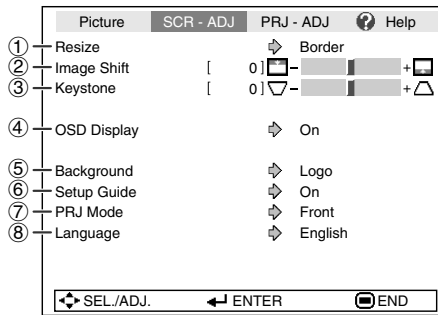 Picture SCR - ADJ PRJ - ADJ ? Help
① Resize Border
② Image Shift [ 0 ] − +
③ Keystone [ 0 ] − +
④ OSD Display On
⑤ Background Logo
⑥ Setup Guide On
⑦ PRJ Mode Front
⑧ Language English
SEL./ADJ. ENTER END